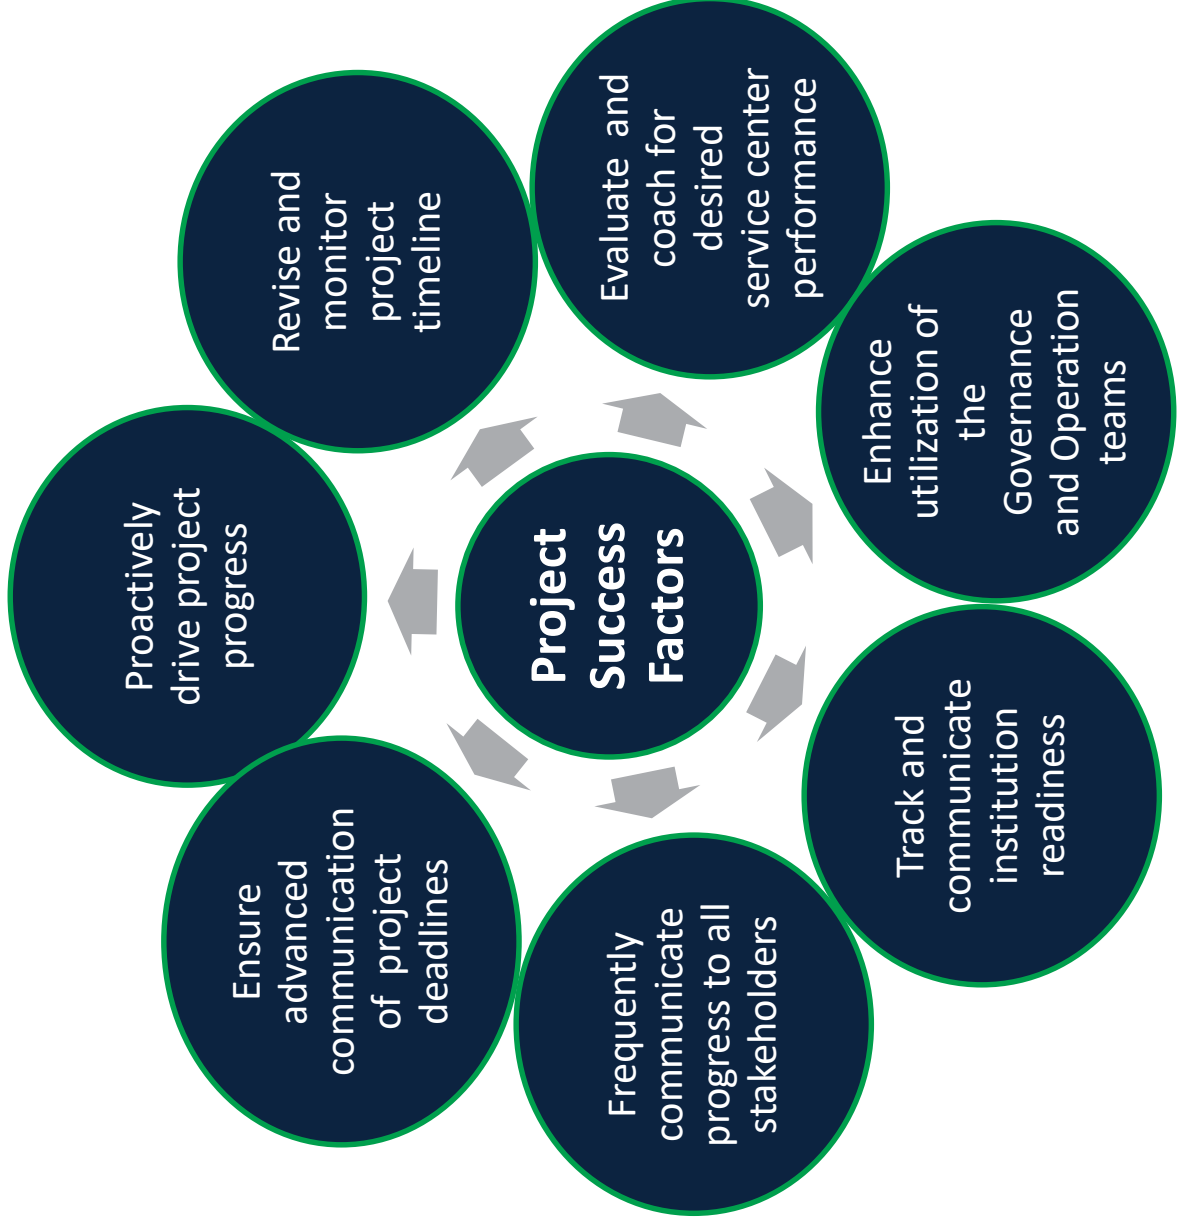 Project
Success
Factors
Proactively
drive project
progress
Revise and
monitor
project
timeline
Evaluate and
coach for
desired
service center
performance
Enhance
utilization of
the
Governance
and Operation
teams
Track and
communicate
institution
readiness
Frequently
communicate
progress to all
stakeholders
Ensure
advanced
communication
of project
deadlines